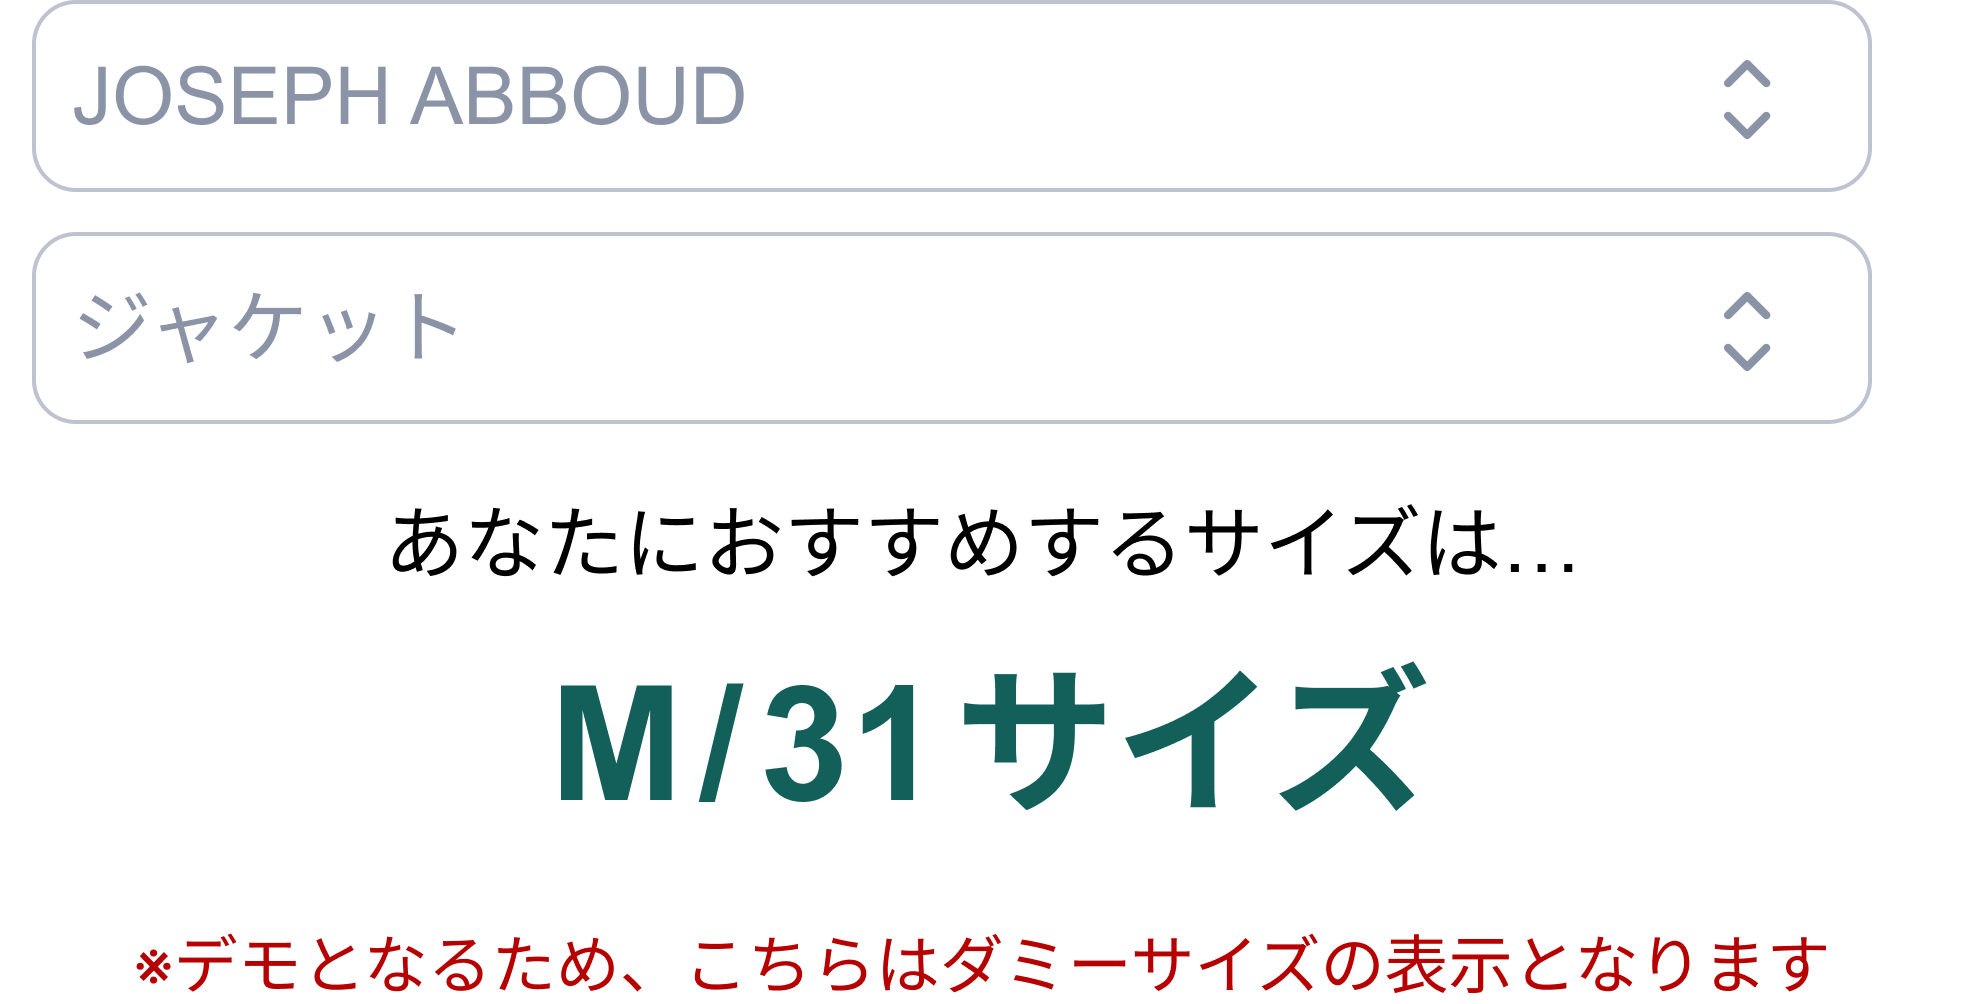 JOSEPH ABBOUD
ジャケット
あなたにおすすめするサイズは...
M/31サイズ
※デモとなるため、こちらはダミーサイズの表示となります